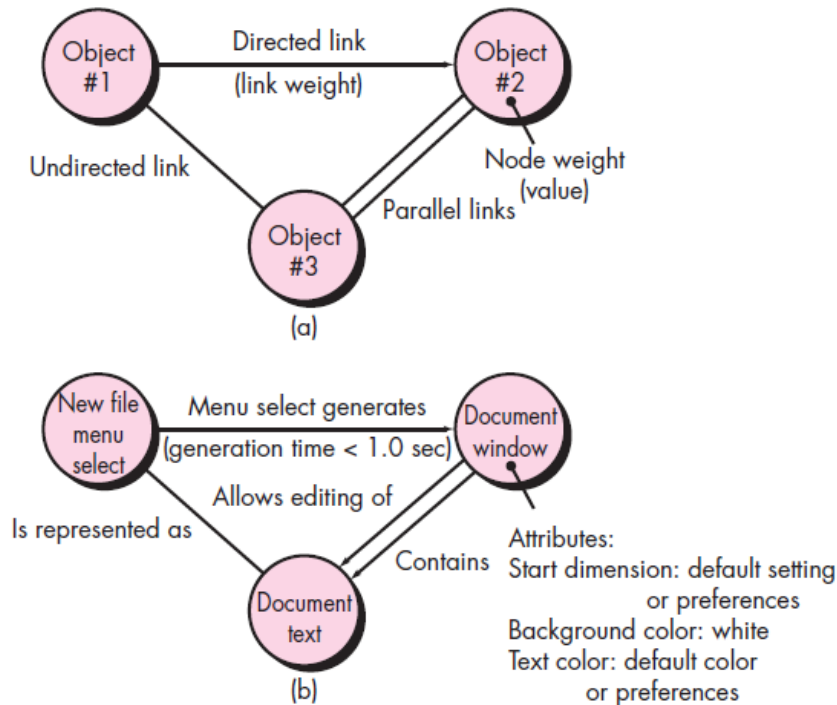 Object
#1
Directed link
(link weight)
Object
#2
Undirected link
Node weight
(value)
Parallel links
Object
#3
(a)
New file
menu
select
Menu select generates
(generation time < 1.0 sec)
Document
window
Allows editing of
Is represented as
Contains
Document
text
Attributes:
Start dimension: default setting
or preferences
Background color: white
Text color: default color
or preferences
(b)